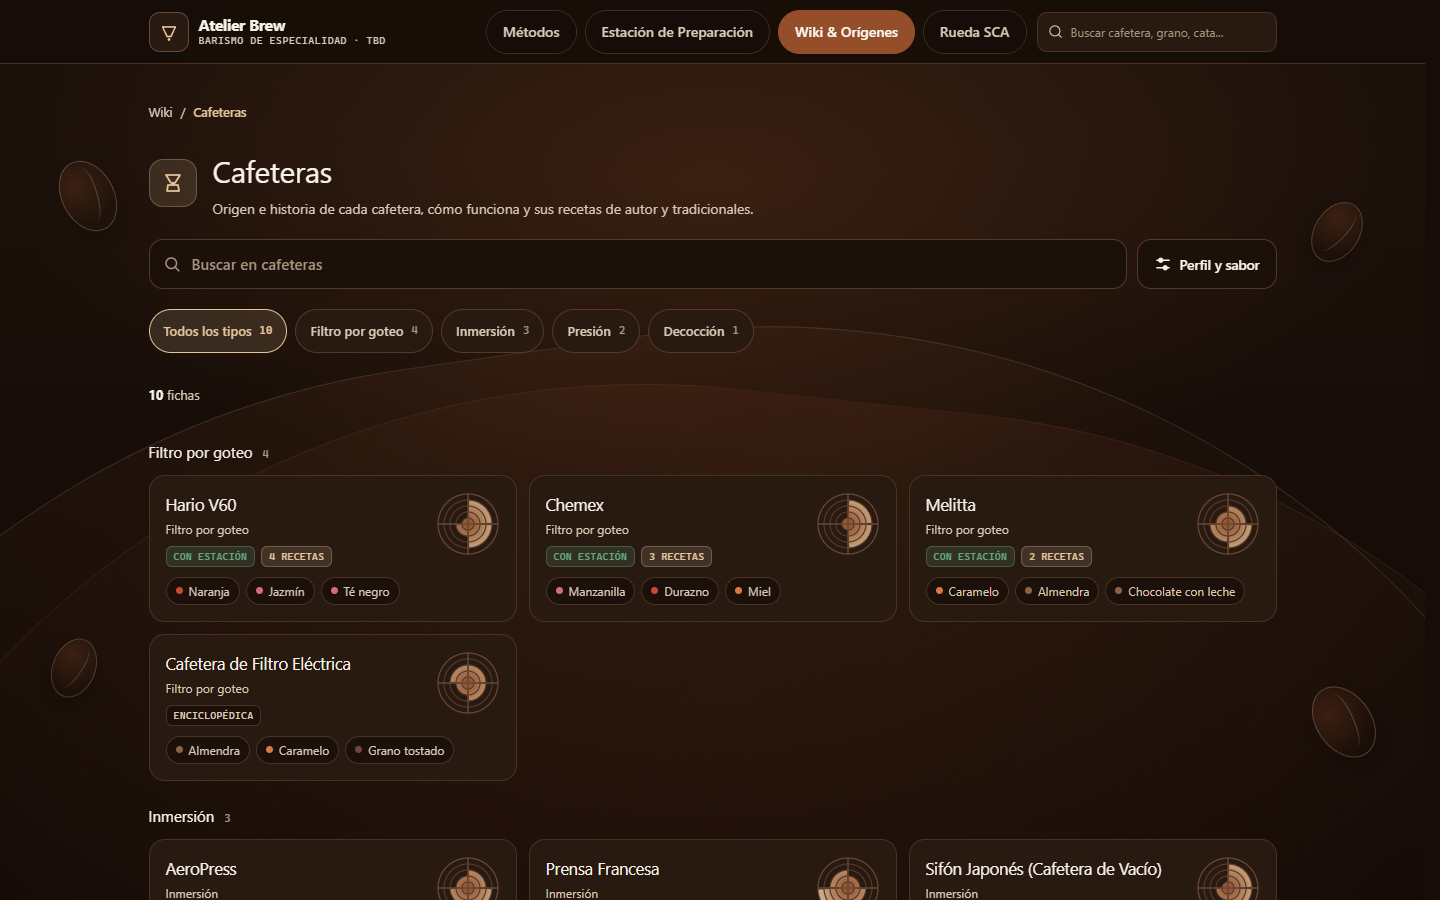 Atelier Brew
BARISMO DE ESPECIALIDAD · TBD
Métodos
Estación de Preparación
Wiki & Orígenes
Rueda SCA
Buscar cafetera, grano, cata...
Wiki / Cafeteras
Cafeteras
Origen e historia de cada cafetera, cómo funciona y sus recetas de autor y tradicionales.
Buscar en cafeteras
Perfil y sabor
Todos los tipos 10
Filtro por goteo 4
Inmersión 3
Presión 2
Decocción 1
10 fichas
Filtro por goteo 4
Hario V60
Filtro por goteo
CON ESTACIÓN 4 RECETAS
Naranja Jazmín Té negro
Chemex
Filtro por goteo
CON ESTACIÓN 3 RECETAS
Manzanilla Durazno Miel
Melitta
Filtro por goteo
CON ESTACIÓN 2 RECETAS
Caramelo Almendra Chocolate con leche
Cafetera de Filtro Eléctrica
Filtro por goteo
ENCICLOPÉDICA
Almendra Caramelo Grano tostado
Inmersión 3
AeroPress
Inmersión
Prensa Francesa
Inmersión
Sifón Japonés (Cafetera de Vacío)
Inmersión